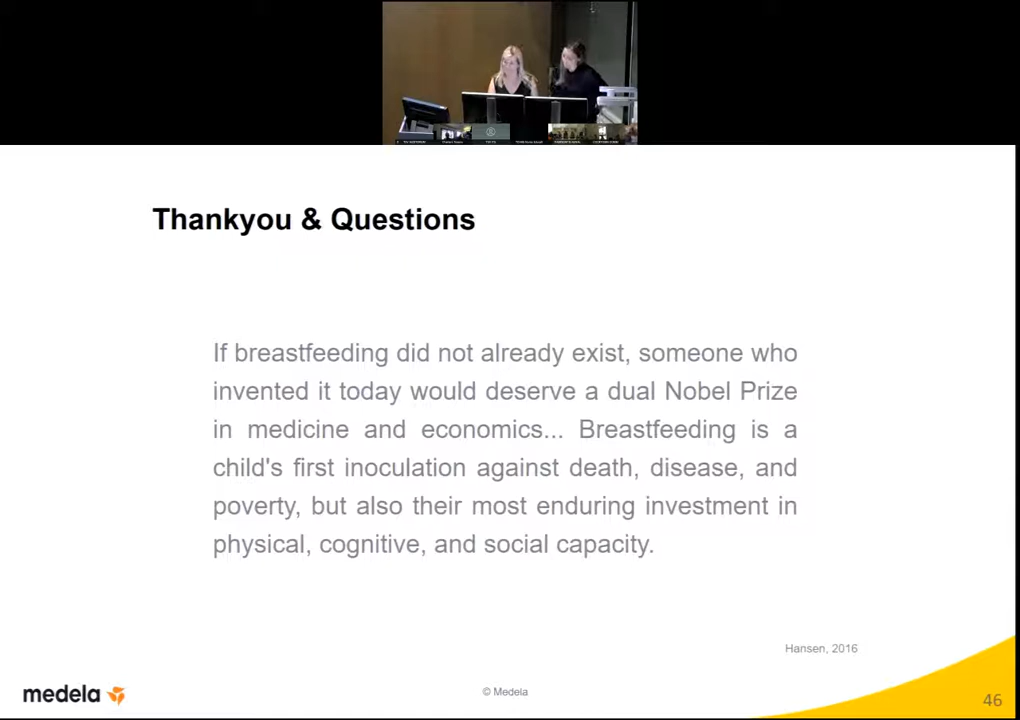 Thankyou & Questions
If breastfeeding did not already exist, someone who
invented it today would deserve a dual Nobel Prize
in medicine and economics... Breastfeeding is a
child's first inoculation against death, disease, and
poverty, but also their most enduring investment in
physical, cognitive, and social capacity.
Hansen, 2016
medela
© Medela
46